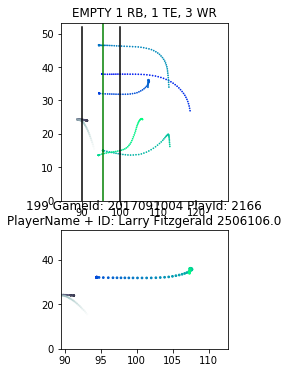 EMPTY 1 RB, 1 TE, 3 WR
50
40
30
20
10
0
90 100 110 120
199 GameId: 2017091004 PlayId: 2166
PlayerName + ID: Larry Fitzgerald 2506106.0
40
20
0
90 95 100 105 110